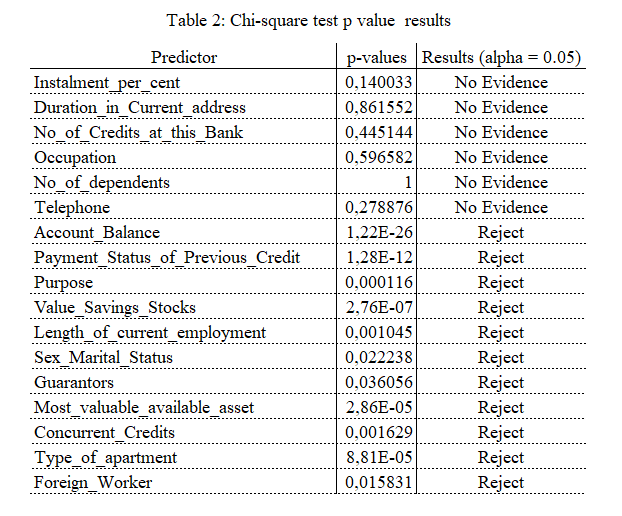 Table 2: Chi-square test p value results
Predictor p-values Results (alpha = 0.05)
Instalment_per_cent 0,140033 No Evidence
Duration_in_Current_address 0,861552 No Evidence
No_of_Credits_at_this_Bank 0,445144 No Evidence
Occupation 0,596582 No Evidence
No_of_dependents 1 No Evidence
Telephone 0,278876 No Evidence
Account_Balance 1,22E-26 Reject
Payment_Status_of_Previous_Credit 1,28E-12 Reject
Purpose 0,000116 Reject
Value_Savings_Stocks 2,76E-07 Reject
Length_of_current_employment 0,001045 Reject
Sex_Marital_Status 0,022238 Reject
Guarantors 0,036056 Reject
Most_valuable_available_asset 2,86E-05 Reject
Concurrent_Credits 0,001629 Reject
Type_of_apartment 8,81E-05 Reject
Foreign_Worker 0,015831 Reject